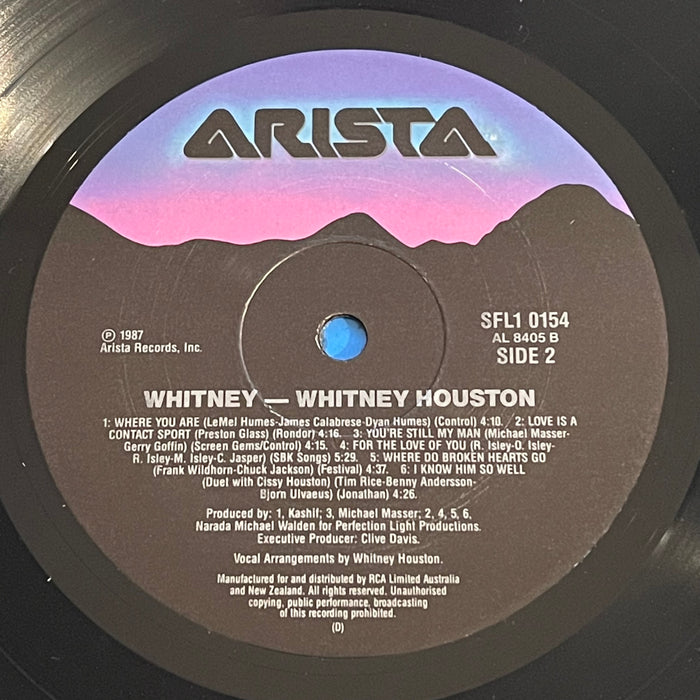 ARISTA
℗ 1987
Arista Records, Inc.
SFL1 0154
AL 8405 B
SIDE 2
WHITNEY — WHITNEY HOUSTON
1: WHERE YOU ARE (LeMel Humes-James Calabrese-Dyan Humes) (Control) 4:10. 2: LOVE IS A
CONTACT SPORT (Preston Glass) (Rondor) 4:16. 3: YOU'RE STILL MY MAN (Michael Masser-
Gerry Goffin) (Screen Gems/Control) 4:15. 4: FOR THE LOVE OF YOU (R. Isley-O. Isley-
R. Isley-M. Isley-C. Jasper) (SBK Songs) 5:29. 5: WHERE DO BROKEN HEARTS GO
(Frank Wildhorn-Chuck Jackson) (Festival) 4:37. 6: I KNOW HIM SO WELL
(Duet with Cissy Houston) (Tim Rice-Benny Andersson-
Bjorn Ulvaeus) (Jonathan) 4:26.
Produced by: 1, Kashif; 3, Michael Masser; 2, 4, 5, 6,
Narada Michael Walden for Perfection Light Productions.
Executive Producer: Clive Davis.
Vocal Arrangements by Whitney Houston.
Manufactured for and distributed by RCA Limited Australia
and New Zealand. All rights reserved. Unauthorised
copying, public performance, broadcasting
of this recording prohibited.
(D)